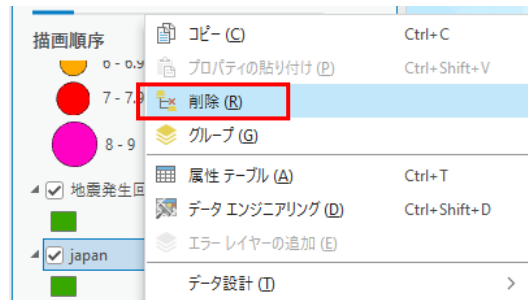 描画順序
6 - 6.9
7 - 7.9
8 - 9
地震発生回
japan
コピー (C) Ctrl+C
プロパティの貼り付け (P) Ctrl+Shift+V
削除 (R)
グループ (G)
属性 テーブル (A) Ctrl+T
データ エンジニアリング (D) Ctrl+Shift+D
エラー レイヤーの追加 (E)
データ設計 (T)